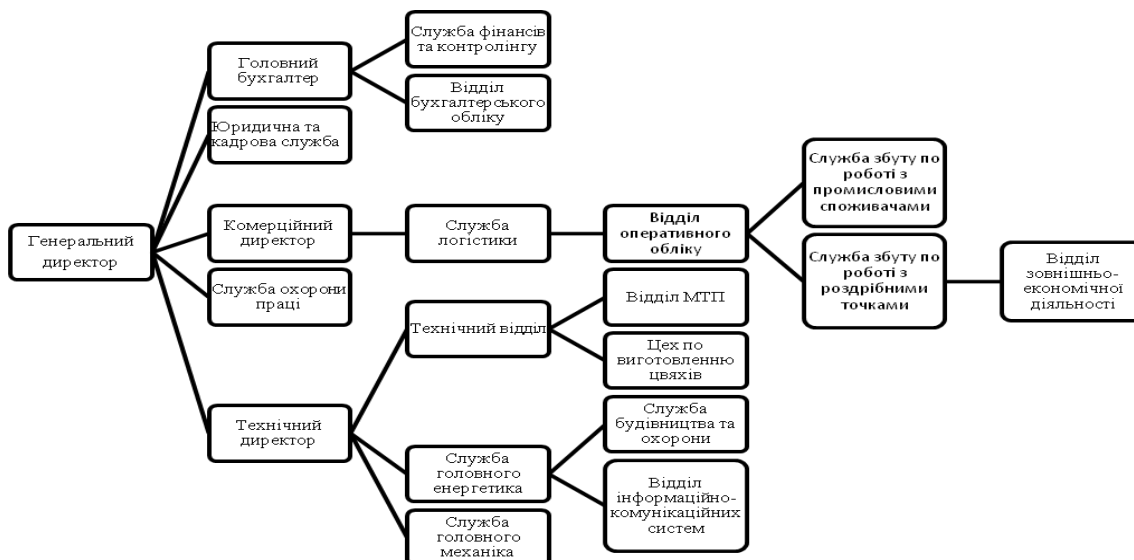 Служба фінансів
та контролінгу
Головний
бухгалтер
Відділ
бухгалтерського
обліку
Юридична та
кадрова служба
Служба збуту по
роботі з
промисловими
споживачами
Генеральний
директор
Комерційний
директор
Служба
логістики
Відділ
оперативного
обліку
Служба збуту по
роботі з
роздрібними
точками
Відділ
зовнішньо-
економічної
діяльності
Служба охорони
праці
Технічний відділ
Відділ МТП
Цех по
виготовленню
цвяхів
Технічний
директор
Служба
будівництва та
охорони
Служба
головного
енергетика
Відділ
інформаційно-
комунікаційних
систем
Служба
головного
механіка